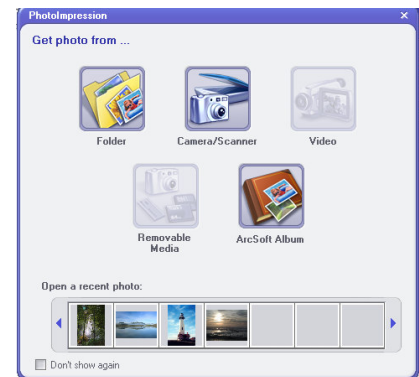 PhotoImpression
Get photo from ...
Folder
Camera/Scanner
Video
Removable
Media
ArcSoft Album
Open a recent photo:
Don't show again